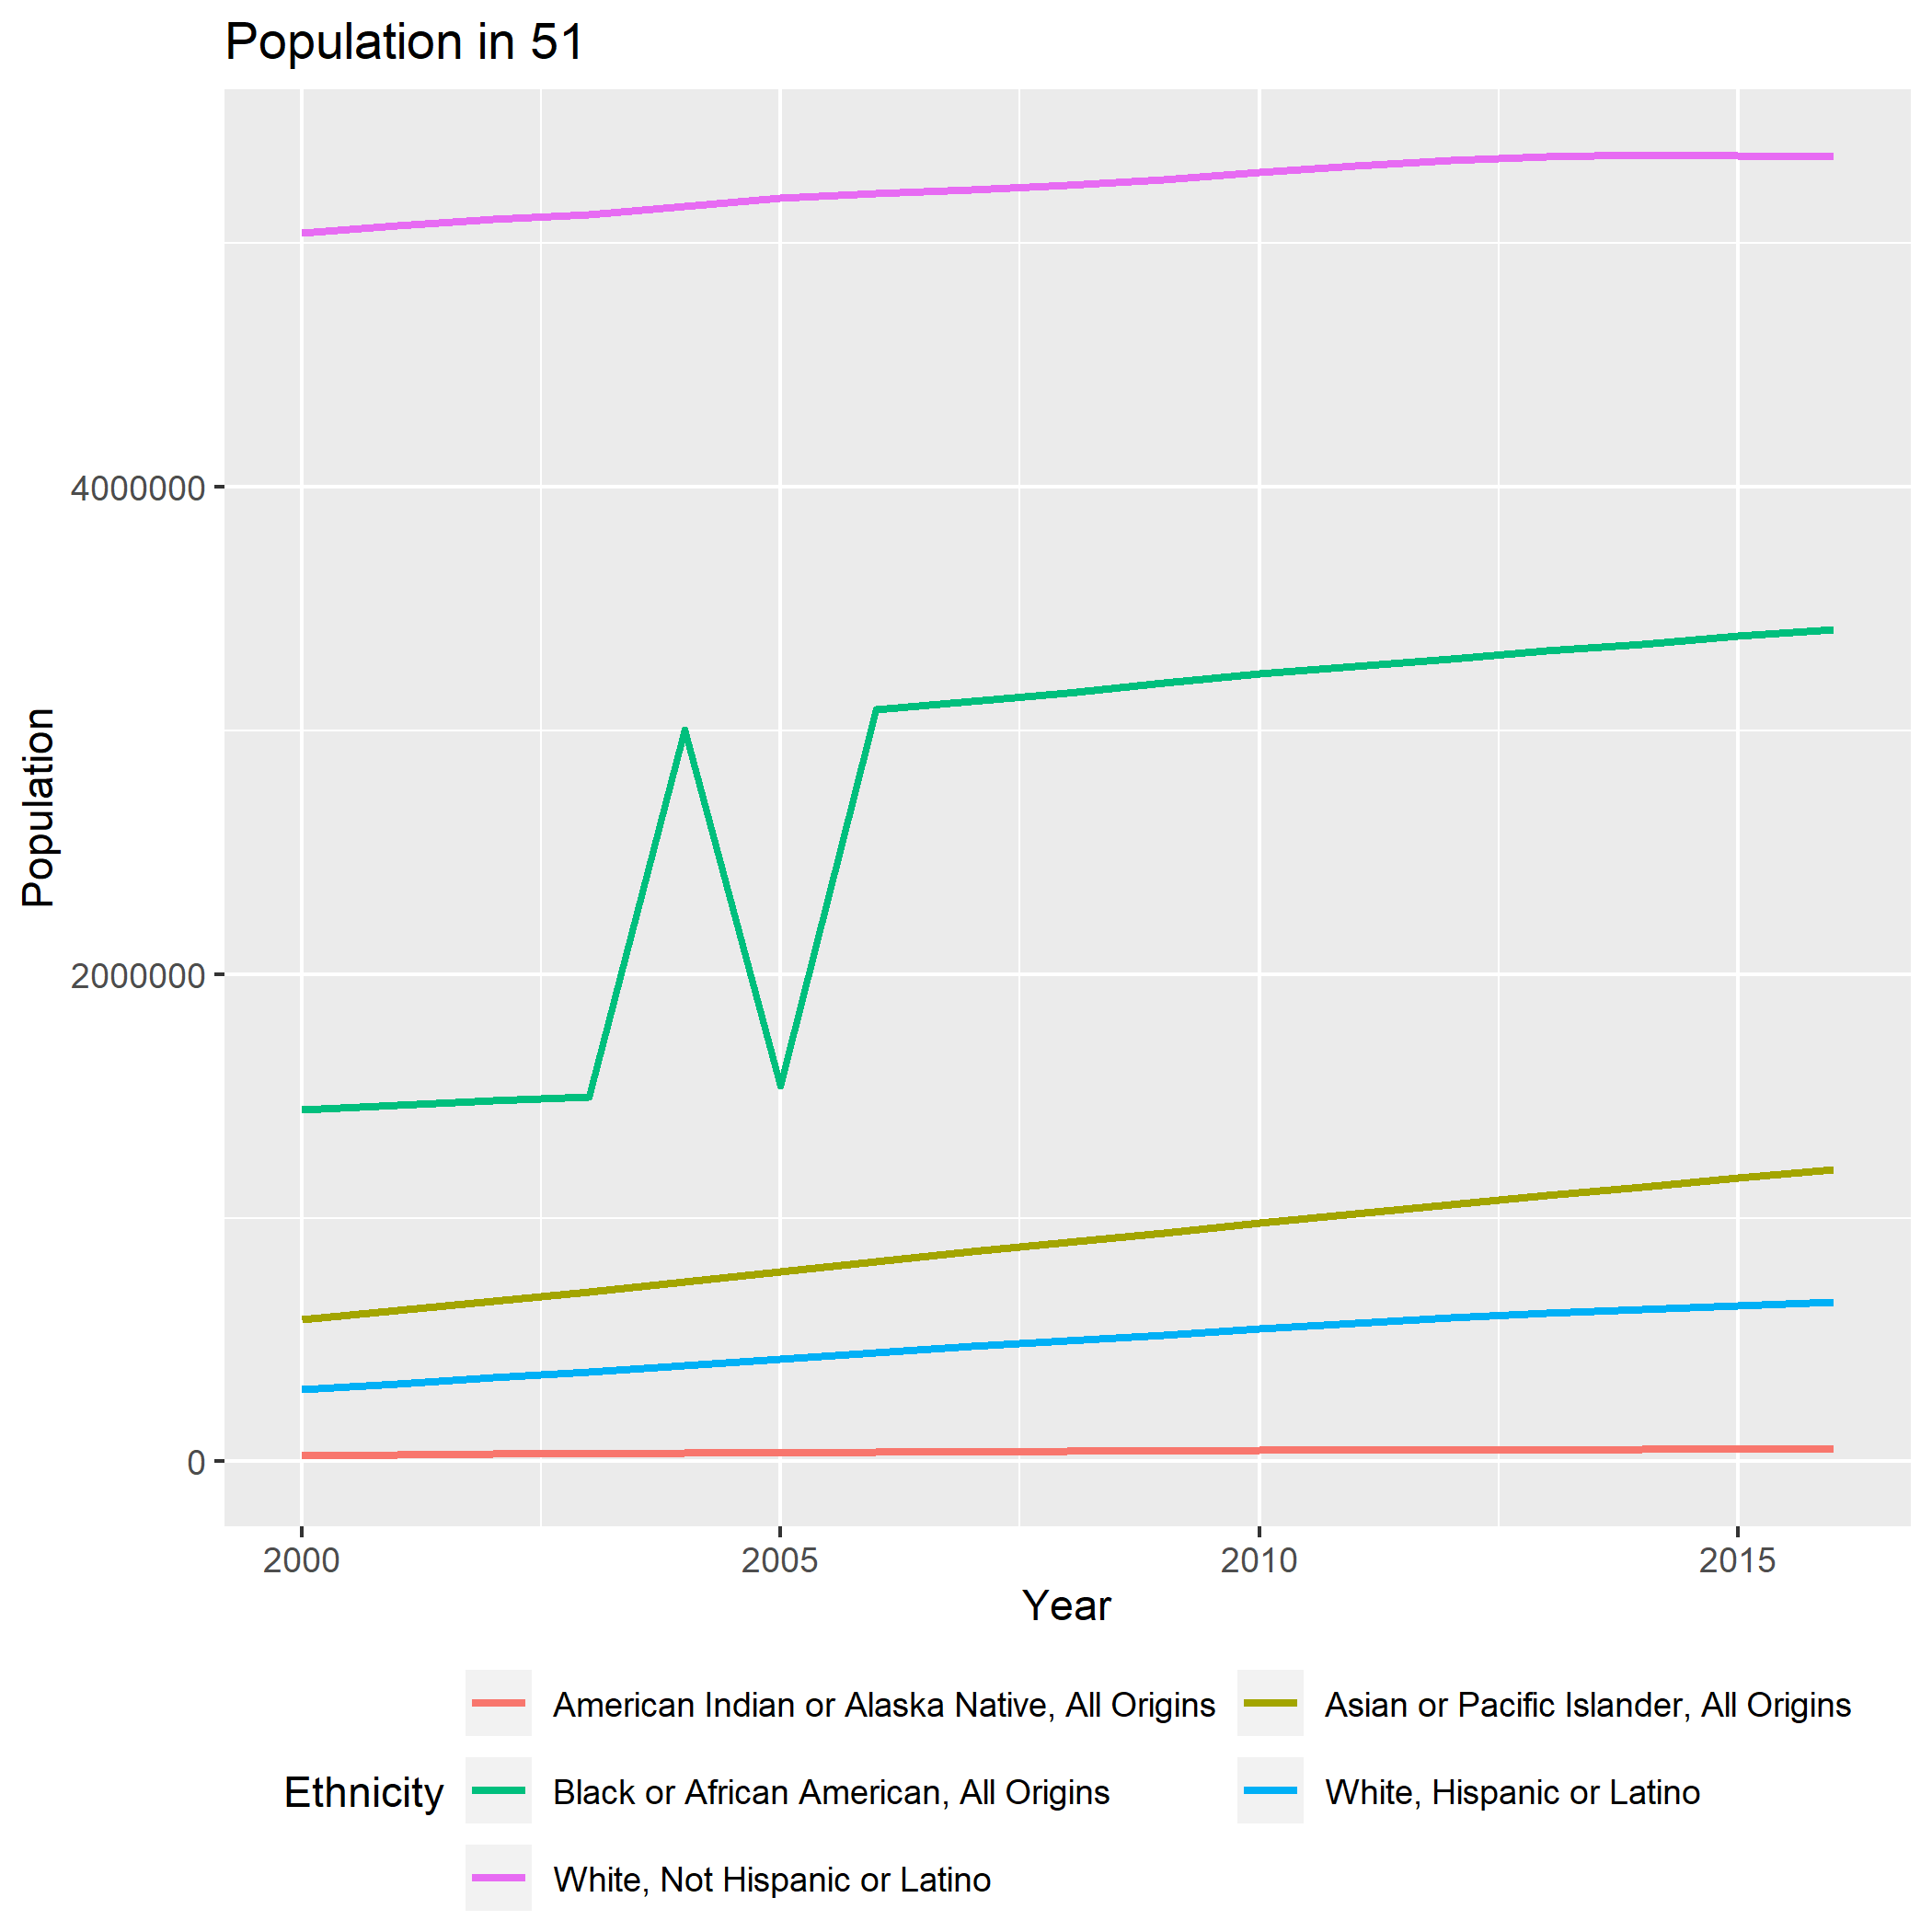 Population in 51
Population
4000000
2000000
0
2000 2005 2010 2015
Year
Ethnicity
American Indian or Alaska Native, All Origins
Asian or Pacific Islander, All Origins
Black or African American, All Origins
White, Hispanic or Latino
White, Not Hispanic or Latino